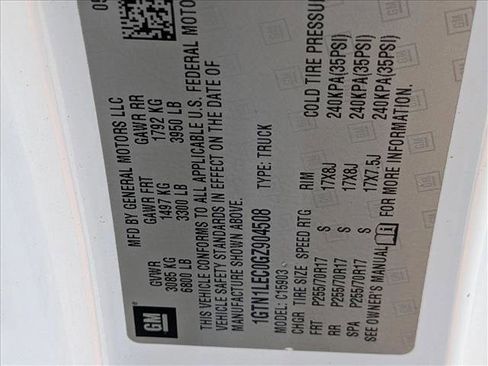 GM
MFD BY GENERAL MOTORS LLC
05
GVWR GAWR FRT GAWR RR
3085 KG 1497 KG 1792 KG
6800 LB 3300 LB 3950 LB
THIS VEHICLE CONFORMS TO ALL APPLICABLE U.S. FEDERAL MOTOR
VEHICLE SAFETY STANDARDS IN EFFECT ON THE DATE OF
MANUFACTURE SHOWN ABOVE.
1GTN1LEC0GZ904508 TYPE: TRUCK
MODEL: C15903
CHGR TIRE SIZE SPEED RTG RIM COLD TIRE PRESSURE
FRT P255/70R17 S 17X8J 240KPA(35PSI)
RR P255/70R17 S 17X8J 240KPA(35PSI)
SPA P255/70R17 S 17X7.5J 240KPA(35PSI)
SEE OWNER'S MANUAL FOR MORE INFORMATION.
GM